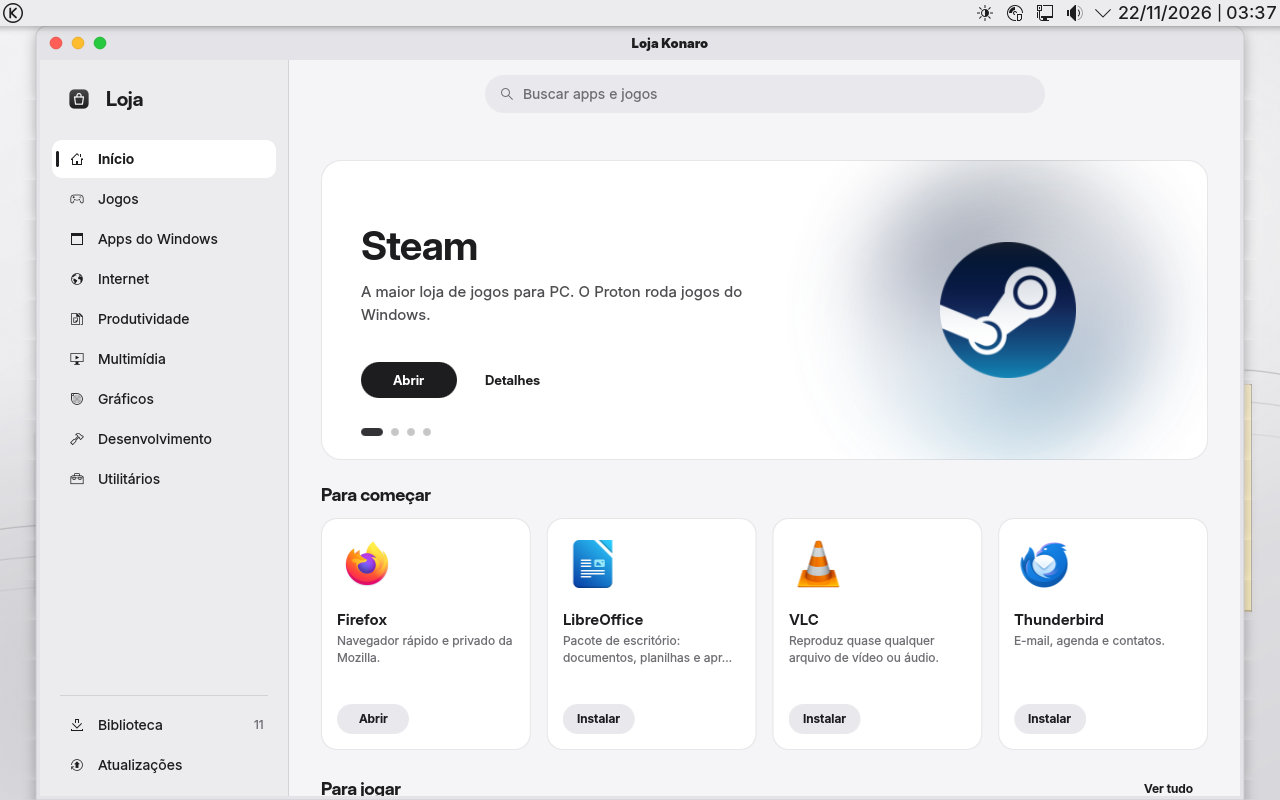 22/11/2026 | 03:37
Loja Konaro
Loja
Buscar apps e jogos
Início
Jogos
Apps do Windows
Internet
Produtividade
Multimídia
Gráficos
Desenvolvimento
Utilitários
Biblioteca 11
Atualizações
Steam
A maior loja de jogos para PC. O Proton roda jogos do
Windows.
Abrir Detalhes
Para começar
Firefox
Navegador rápido e privado da
Mozilla.
Abrir
LibreOffice
Pacote de escritório:
documentos, planilhas e apr...
Instalar
VLC
Reproduz quase qualquer
arquivo de vídeo ou áudio.
Instalar
Thunderbird
E-mail, agenda e contatos.
Instalar
Para jogar Ver tudo